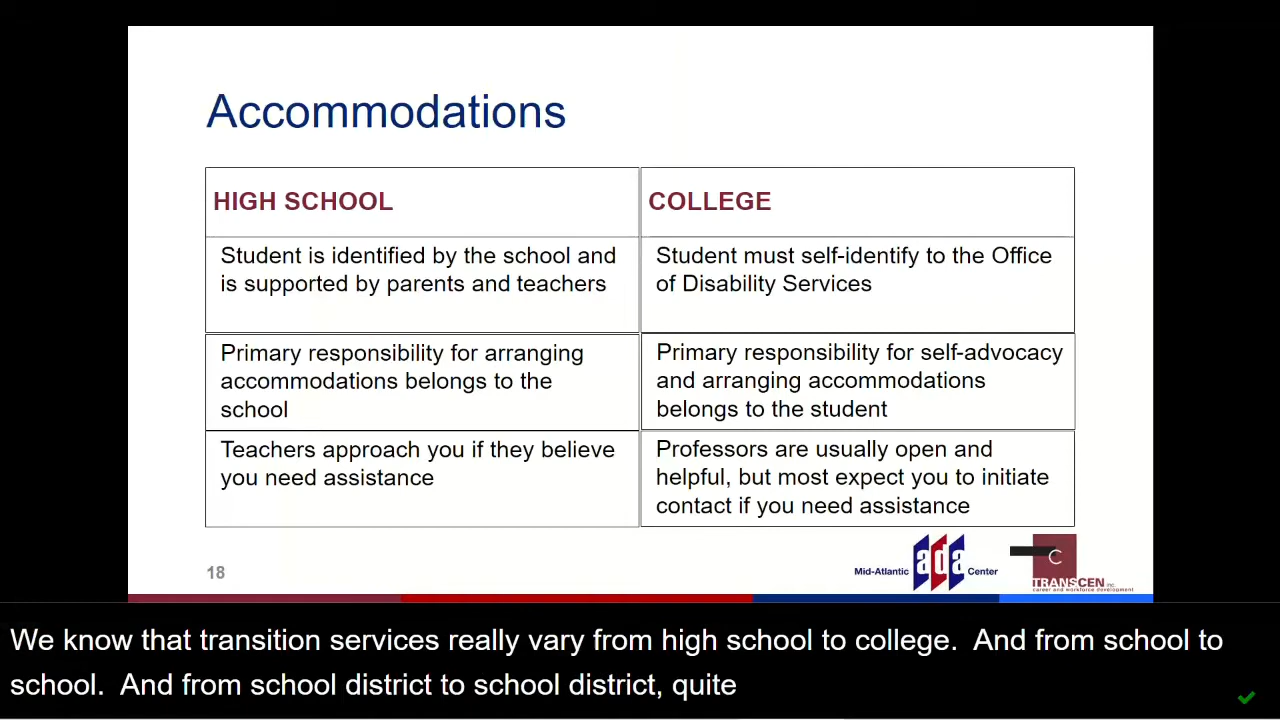 Accommodations
HIGH SCHOOL
COLLEGE
Student is identified by the school and
is supported by parents and teachers
Student must self-identify to the Office
of Disability Services
Primary responsibility for arranging
accommodations belongs to the
school
Primary responsibility for self-advocacy
and arranging accommodations
belongs to the student
Teachers approach you if they believe
you need assistance
Professors are usually open and
helpful, but most expect you to initiate
contact if you need assistance
18
Mid-Atlantic ada Center
C
TRANSCEN inc.
career and workforce development
We know that transition services really vary from high school to college.  And from school to
school.  And from school district to school district, quite